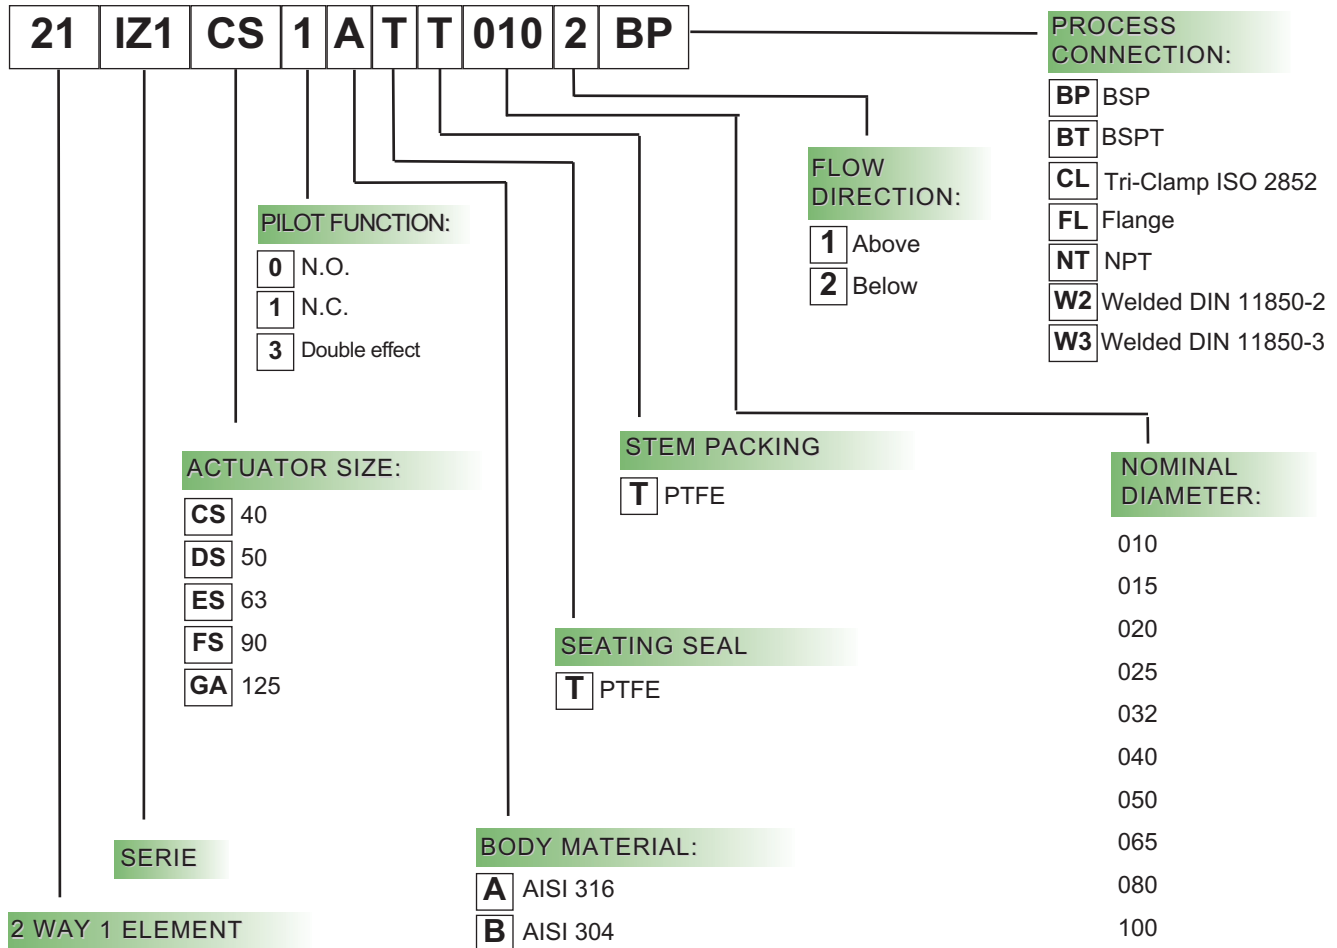 21 IZ1 CS 1 A T T 010 2 BP
PROCESS
CONNECTION:
BP BSP
BT BSPT
CL Tri-Clamp ISO 2852
FL Flange
NT NPT
W2 Welded DIN 11850-2
W3 Welded DIN 11850-3
FLOW
DIRECTION:
1 Above
2 Below
PILOT FUNCTION:
0 N.O.
1 N.C.
3 Double effect
ACTUATOR SIZE:
CS 40
DS 50
ES 63
FS 90
GA 125
STEM PACKING
T PTFE
NOMINAL
DIAMETER:
010
015
020
025
032
040
050
065
080
100
SEATING SEAL
T PTFE
SERIE
BODY MATERIAL:
A AISI 316
B AISI 304
2 WAY 1 ELEMENT